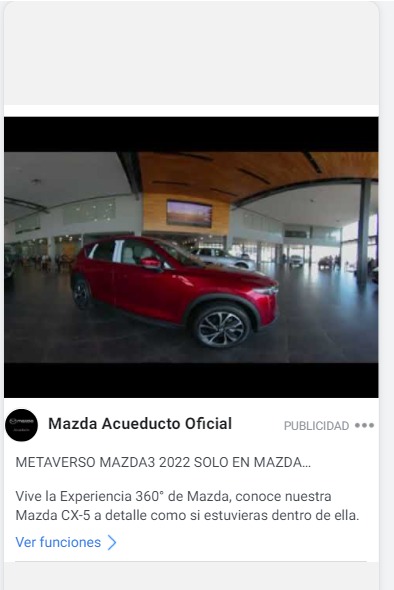 Mazda Acueducto Oficial
PUBLICIDAD
METAVERSO MAZDA3 2022 SOLO EN MAZDA...
Vive la Experiencia 360° de Mazda, conoce nuestra
Mazda CX-5 a detalle como si estuvieras dentro de ella.
Ver funciones